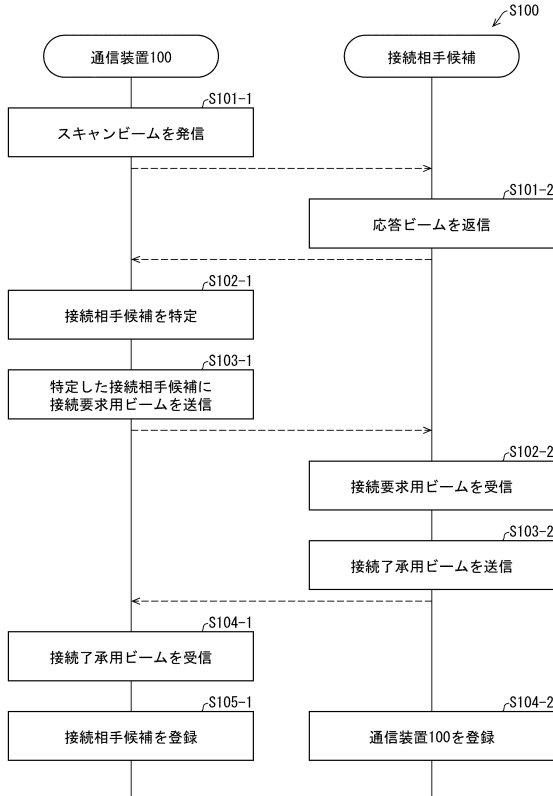 S100
通信装置100
接続相手候補
S101-1
スキャンビームを発信
S101-2
応答ビームを返信
S102-1
接続相手候補を特定
S103-1
特定した接続相手候補に
接続要求用ビームを送信
S102-2
接続要求用ビームを受信
S103-2
接続了承用ビームを送信
S104-1
接続了承用ビームを受信
S105-1
接続相手候補を登録
S104-2
通信装置100を登録